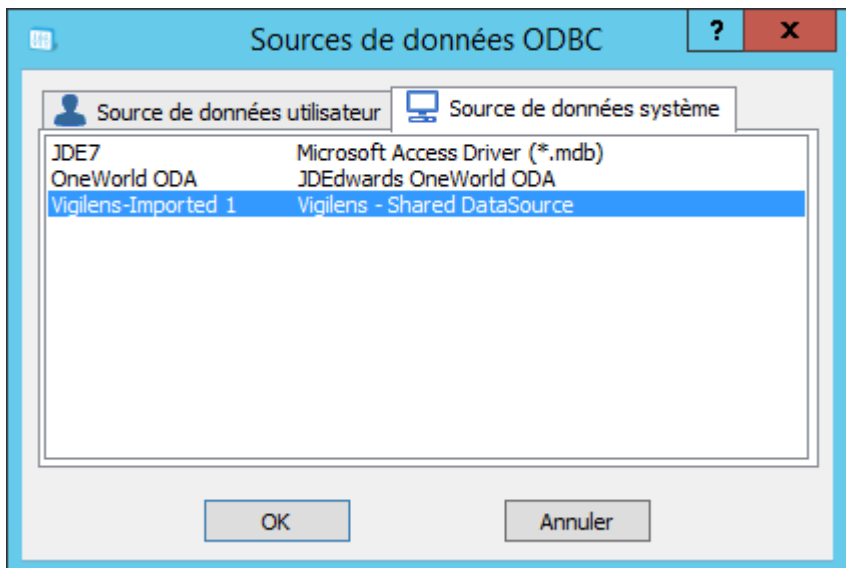 Sources de données ODBC
?
x
Source de données utilisateur
Source de données système
JDE7 Microsoft Access Driver (*.mdb)
OneWorld ODA JDEdwards OneWorld ODA
Vigilens-Imported 1 Vigilens - Shared DataSource
OK
Annuler